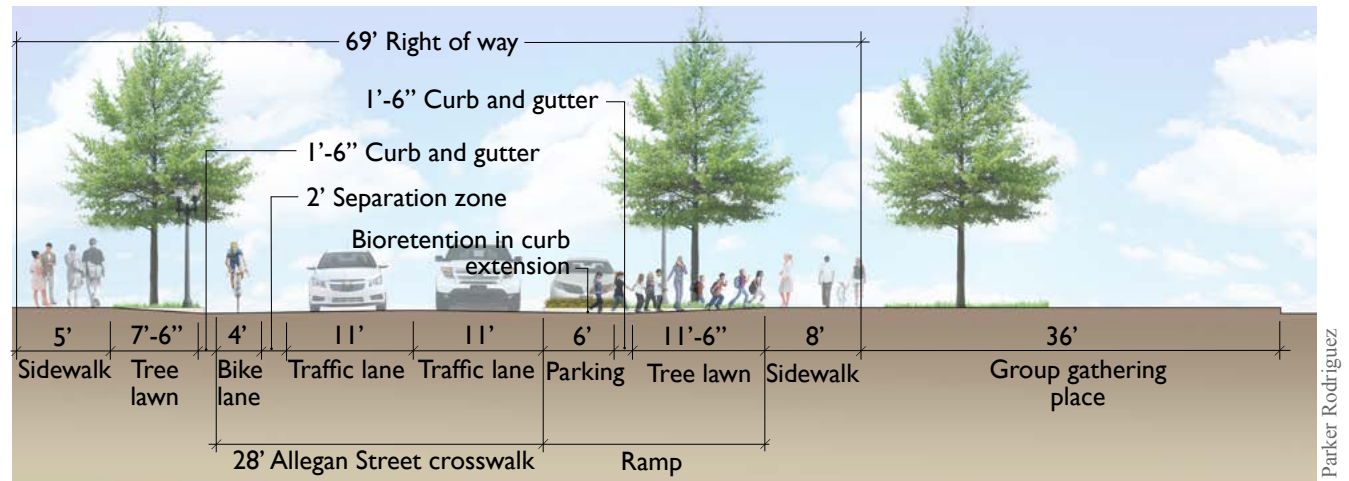 69’ Right of way
1’-6” Curb and gutter
1’-6” Curb and gutter
2’ Separation zone
Bioretention in curb
extension
5’
7’-6”
4’
11’
11’
6’
11’-6”
8’
36’
Sidewalk
Tree
lawn
Bike
lane
Traffic lane
Traffic lane
Parking
Tree lawn
Sidewalk
Group gathering
place
28’ Allegan Street crosswalk
Ramp
Parker Rodriguez